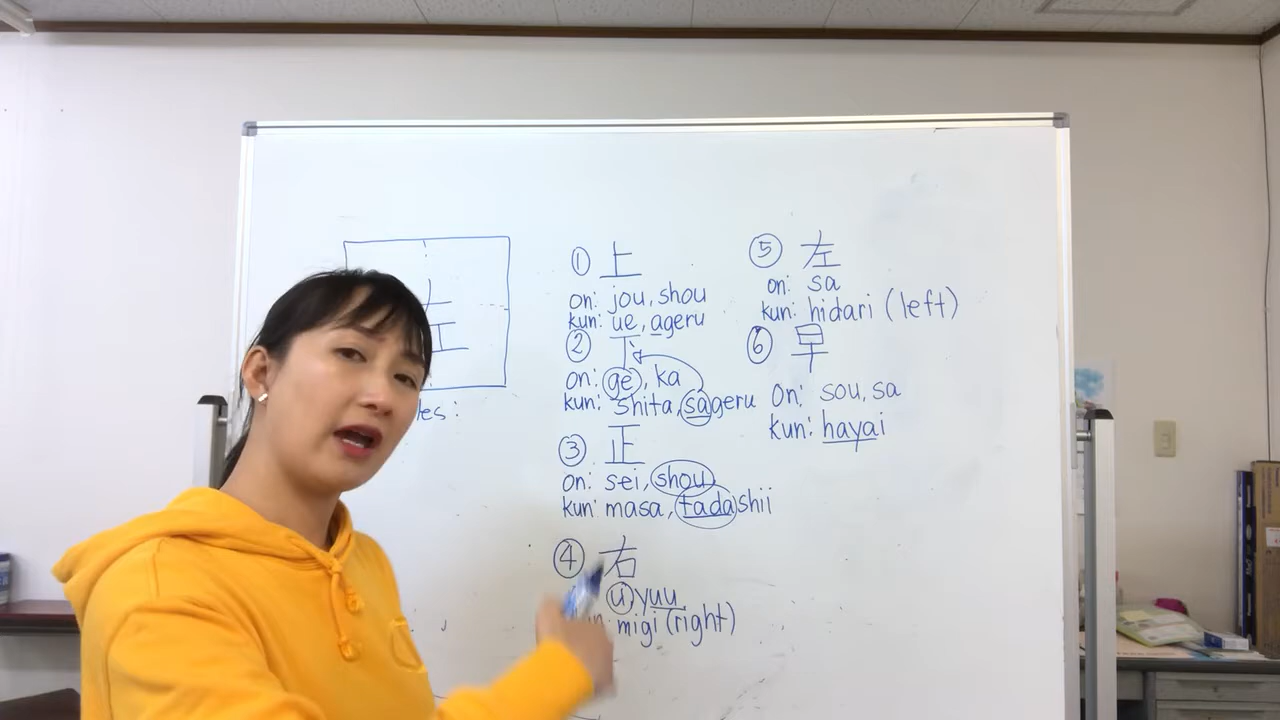 ① 上
on: jou, shou
kun: ue, ageru
② 下
on: ge, ka
kun: shita, sageru
③ 正
on: sei, shou
kun: masa, tadashii
④ 右
u, yuu
migi (right)
⑤ 左
on: sa
kun: hidari (left)
⑥ 早
On: sou, sa
kun: hayai